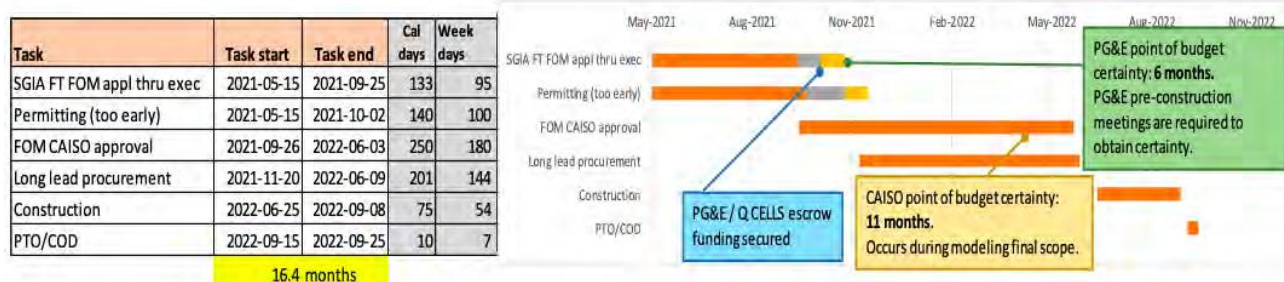 Task Task start Task end Cal days Week days
SGIA FT FOM appl thru exec 2021-05-15 2021-09-25 133 95
Permitting (too early) 2021-05-15 2021-10-02 140 100
FOM CAISO approval 2021-09-26 2022-06-03 250 180
Long lead procurement 2021-11-20 2022-06-09 201 144
Construction 2022-06-25 2022-09-08 75 54
PTO/COD 2022-09-15 2022-09-25 10 7
16.4 months
May-2021 Aug-2021 Nov-2021 Feb-2022 May-2022 Aug-2022 Nov-2022
SGIA FT FOM appl thru exec
Permitting (too early)
FOM CAISO approval
Long lead procurement
Construction
PTO/COD
PG&E / Q CELLS escrow
funding secured
CAISO point of budget certainty:
11 months.
Occurs during modeling final scope.
PG&E point of budget
certainty: 6 months.
PG&E pre-construction
meetings are required to
obtain certainty.